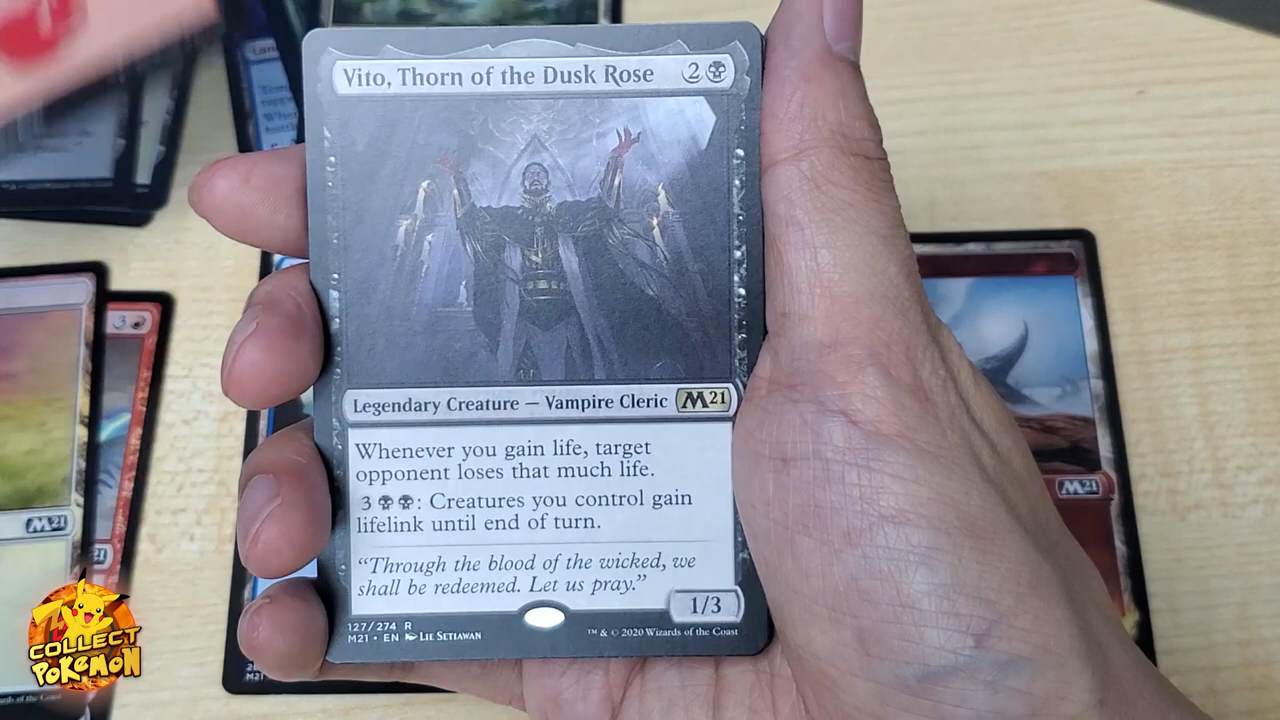 Vito, Thorn of the Dusk Rose 2
Legendary Creature — Vampire Cleric M21
Whenever you gain life, target
opponent loses that much life.
3 : Creatures you control gain
lifelink until end of turn.
“Through the blood of the wicked, we
shall be redeemed. Let us pray.”
1/3
127/274 R
M21 • EN LIE SETIAWAN
™ & © 2020 Wizards of the Coast
3
M21
M21
COLLECT
POKÉMON